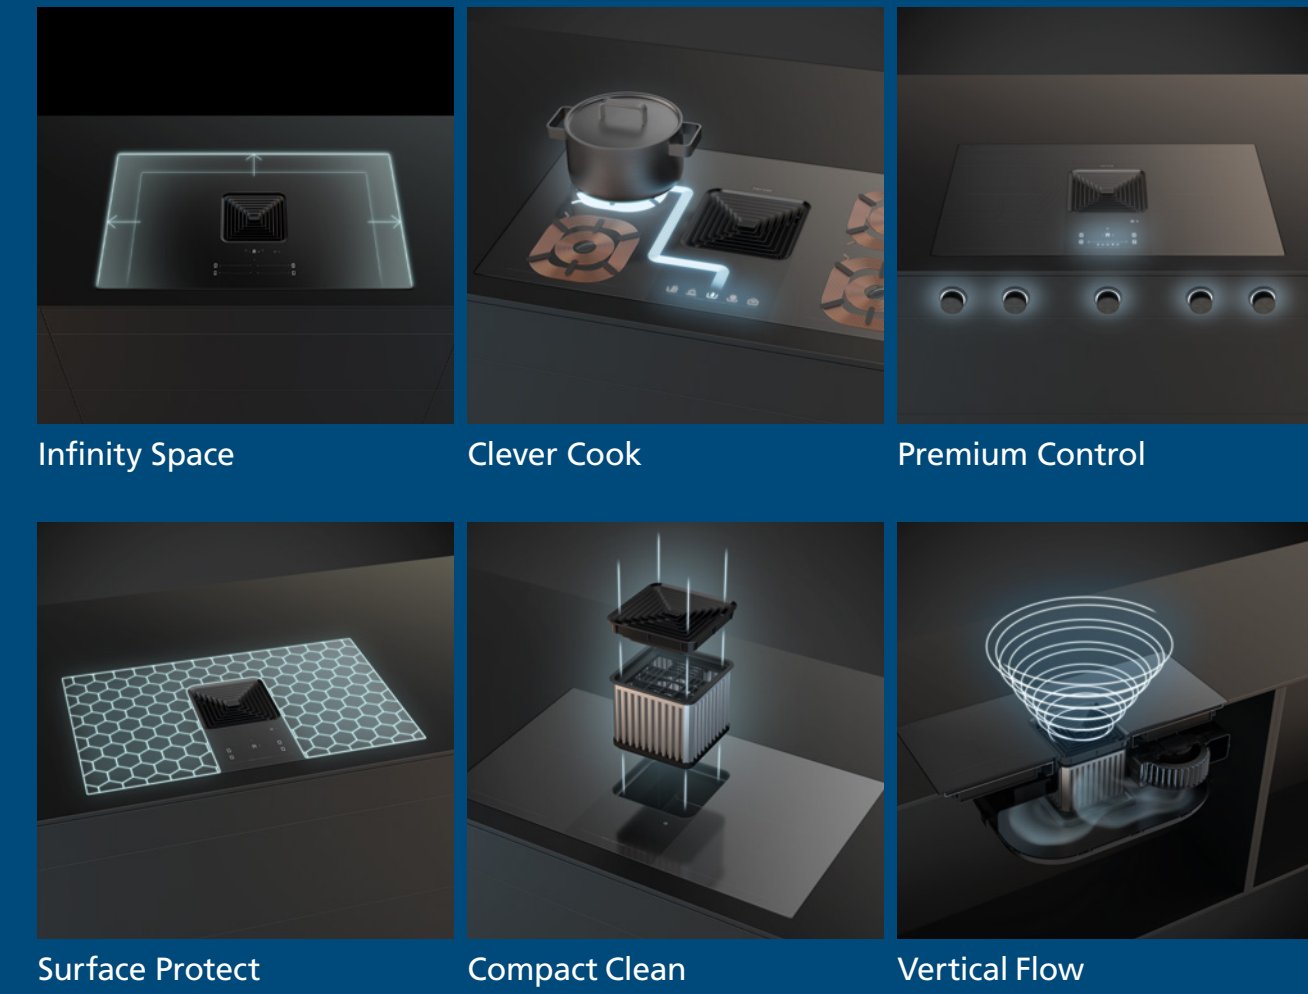 Infinity Space
Clever Cook
Premium Control
Surface Protect
Compact Clean
Vertical Flow